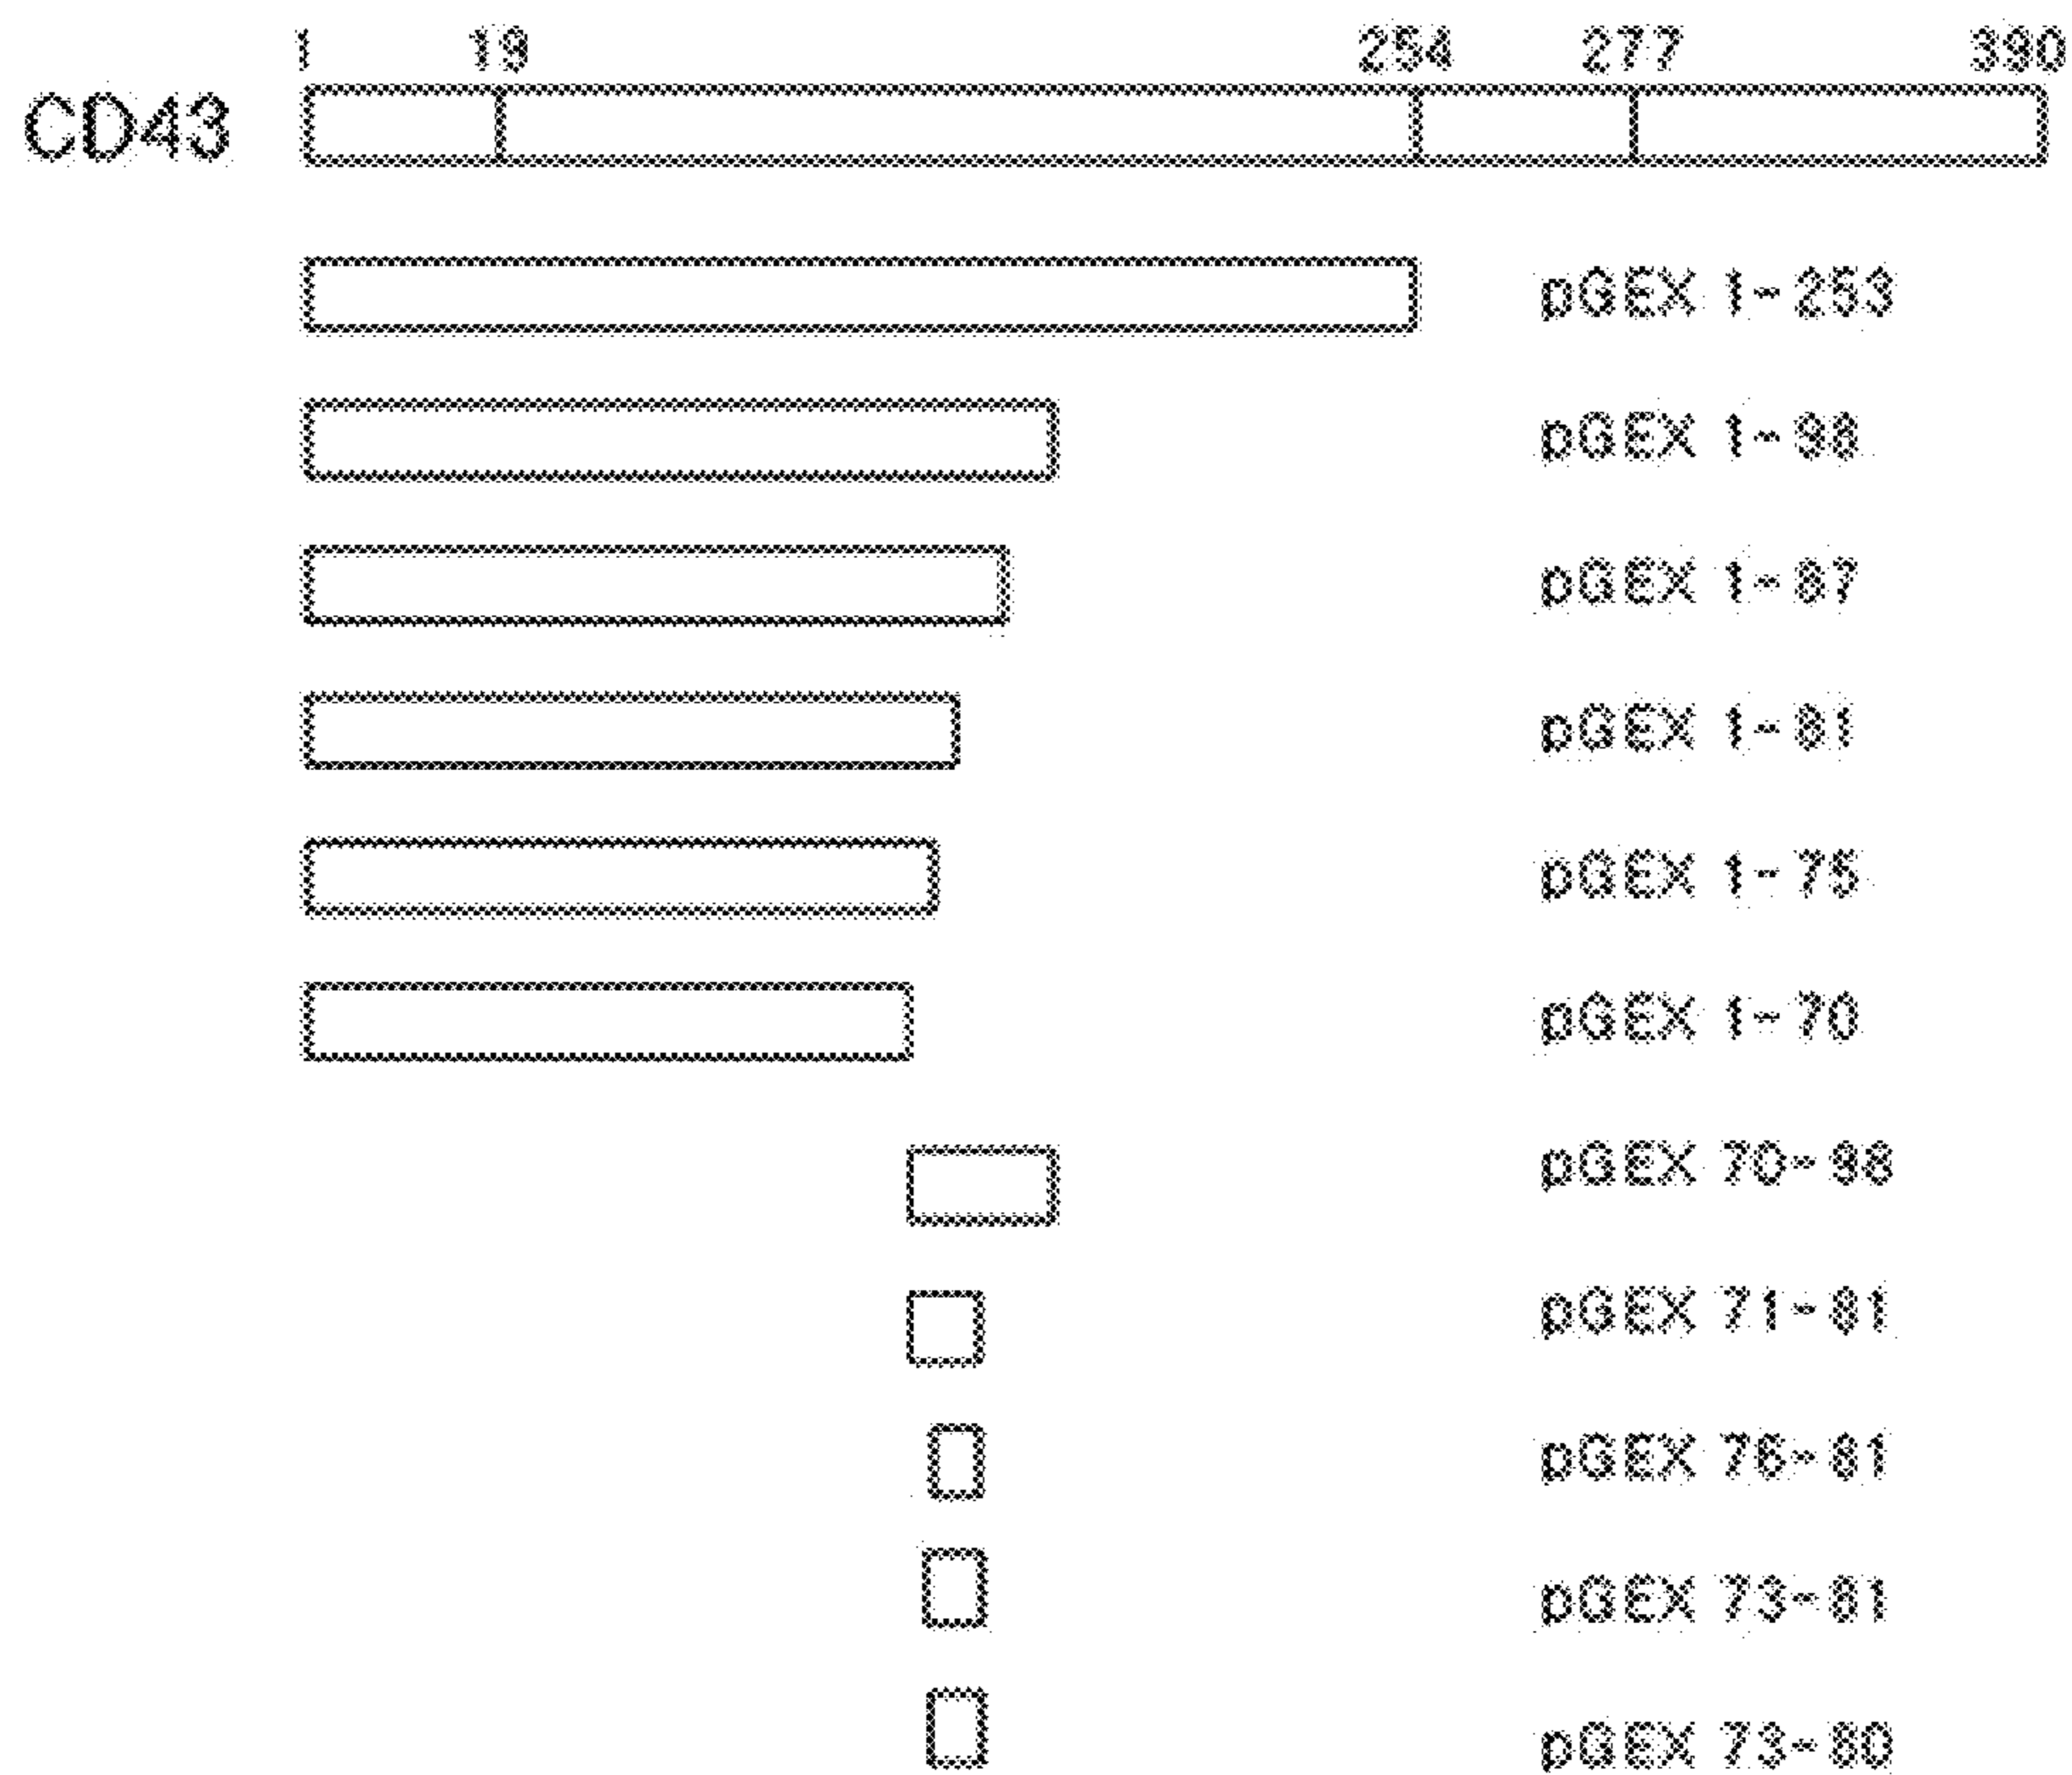 1 19 254 277 390
CD43
pGEX 1-253
pGEX 1-98
pGEX 1-87
pGEX 1-81
pGEX 1-75
pGEX 1-70
pGEX 70-98
pGEX 71-81
pGEX 76-81
pGEX 73-81
pGEX 73-80